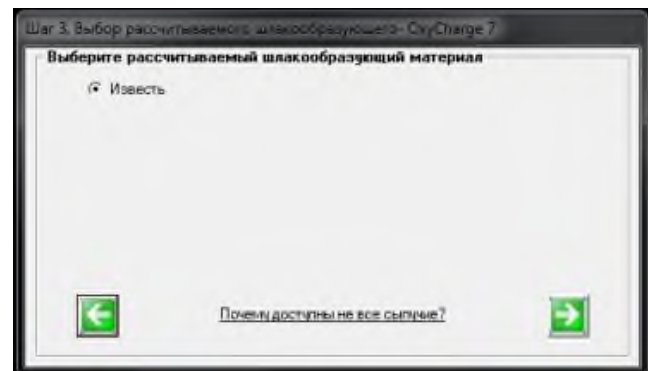 Шаг 3. Выбор рассчитываемого шлакообразующего- OxyCharge 7
Выберите рассчитываемый шлакообразующий материал
Известь
Почему доступны не все сыпучие?